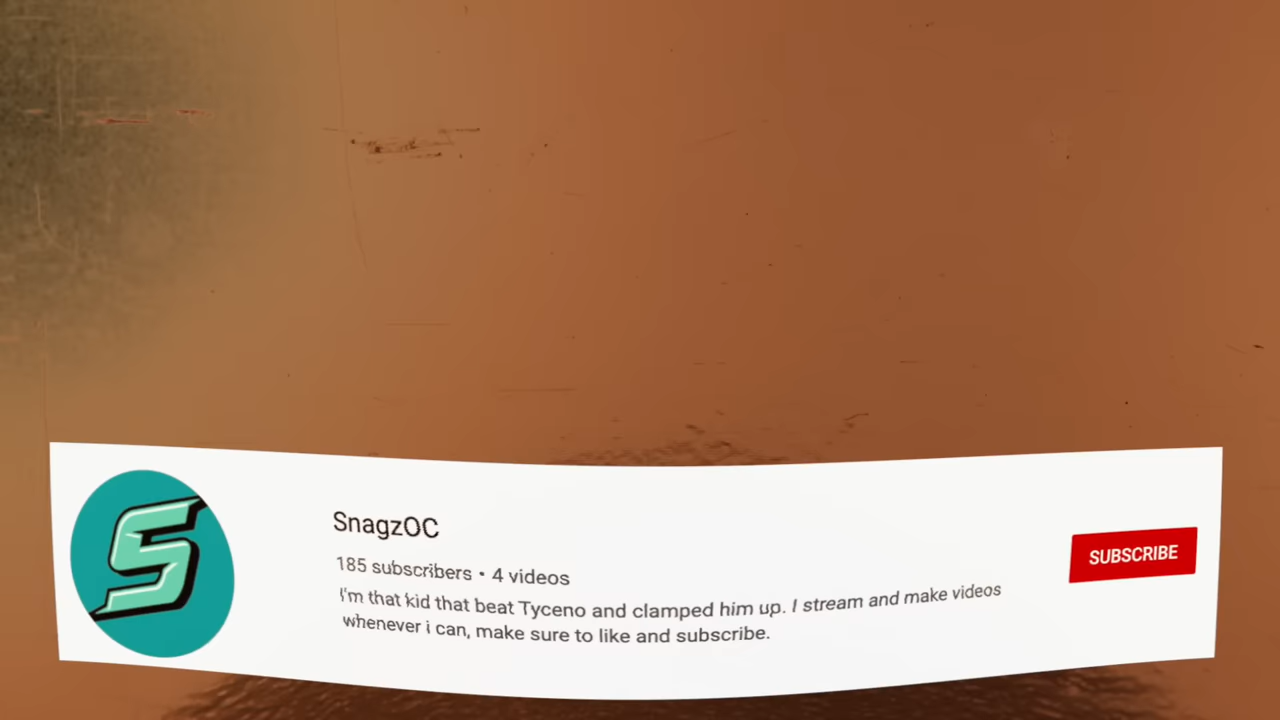 S
SnagzOC
185 subscribers • 4 videos
I'm that kid that beat Tyceno and clamped him up. I stream and make videos
whenever i can, make sure to like and subscribe.
SUBSCRIBE